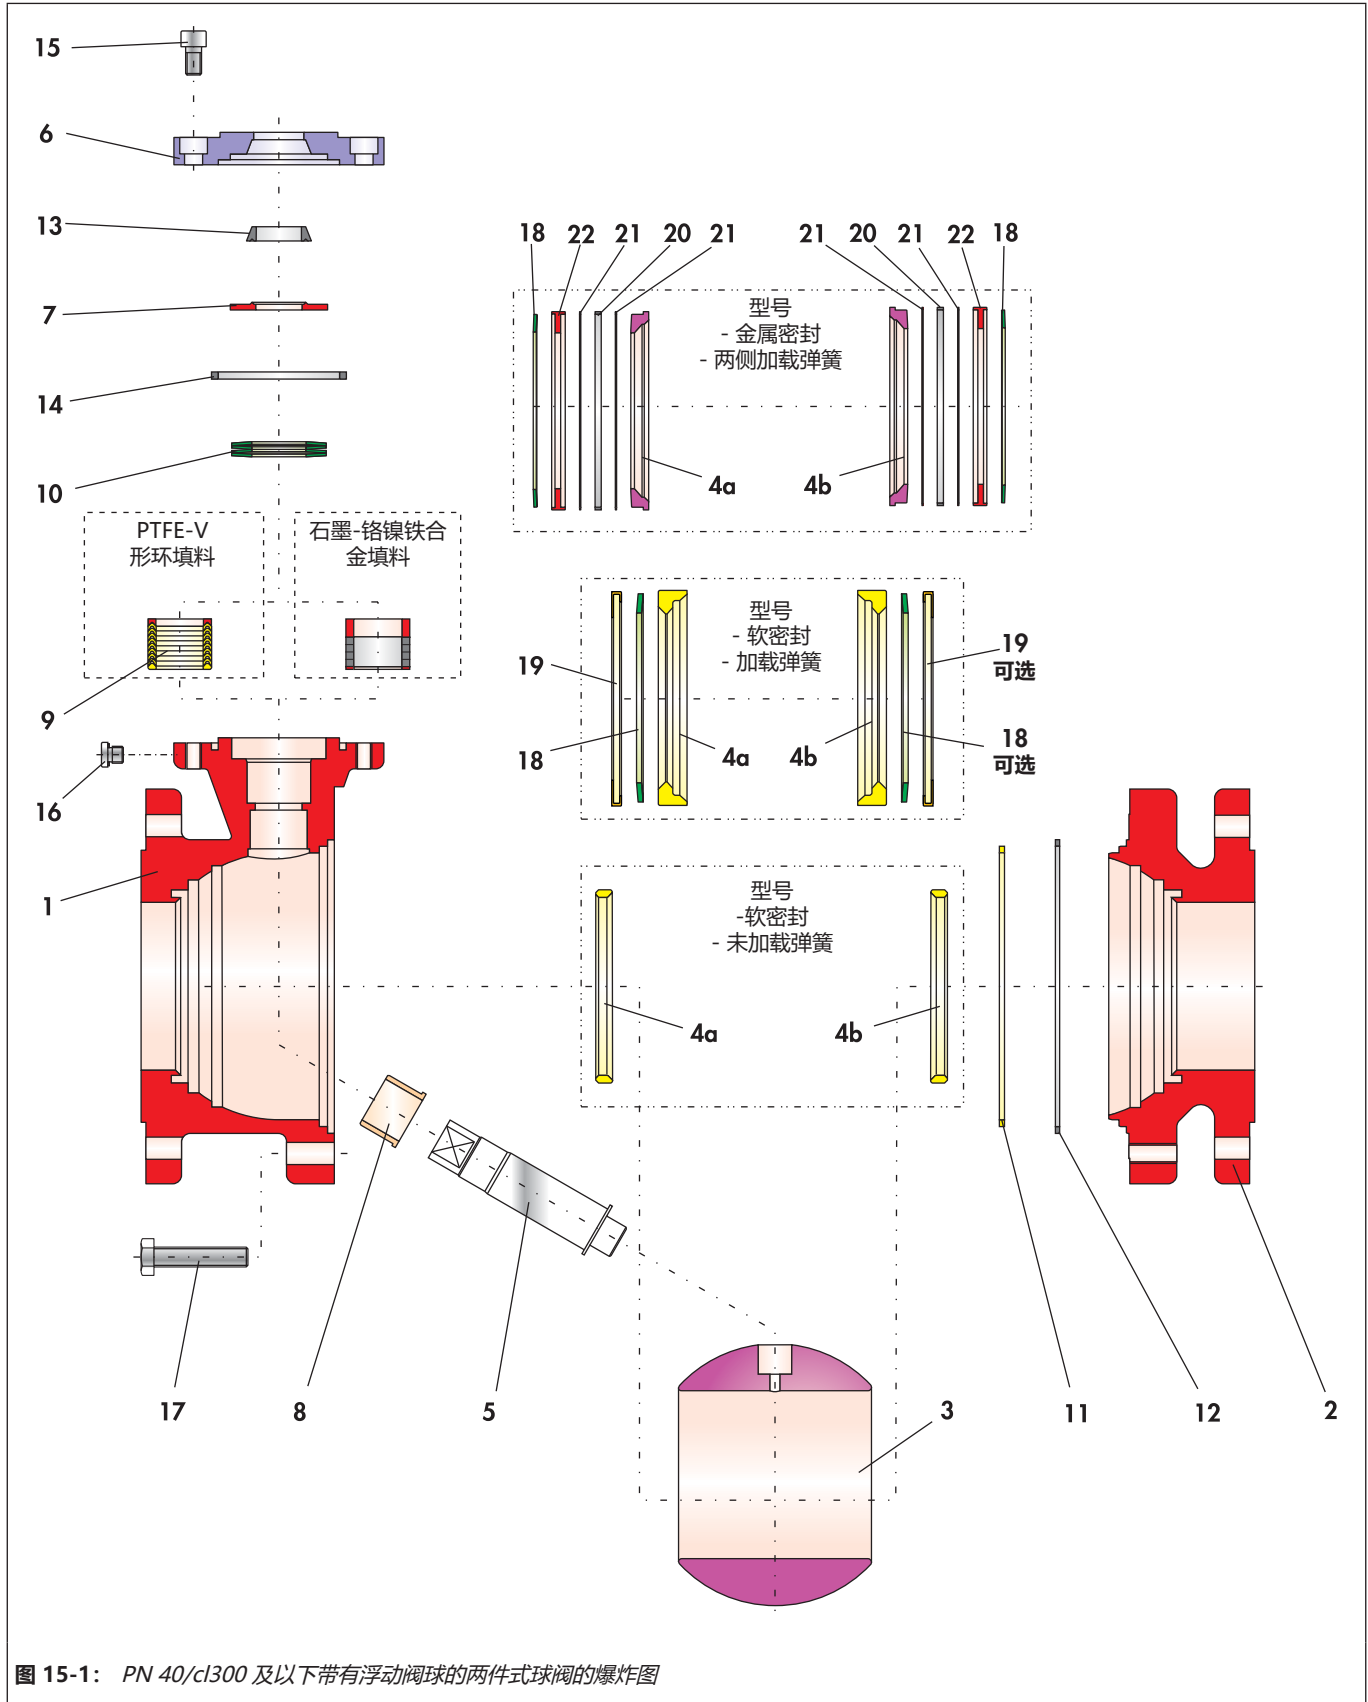 15
6
13
7
14
10
18 22 21 20 21 21 20 21 22 18
型号
- 金属密封
- 两侧加载弹簧
4a 4b
PTFE-V
形环填料
石墨-铬镍铁合
金填料
9
型号
- 软密封
- 加载弹簧
19
18
4a 4b
19
可选
18
可选
16
1
型号
-软密封
- 未加载弹簧
4a 4b
17 8 5 3 11 12 2
图 15-1: PN 40/cl300 及以下带有浮动阀球的两件式球阀的爆炸图